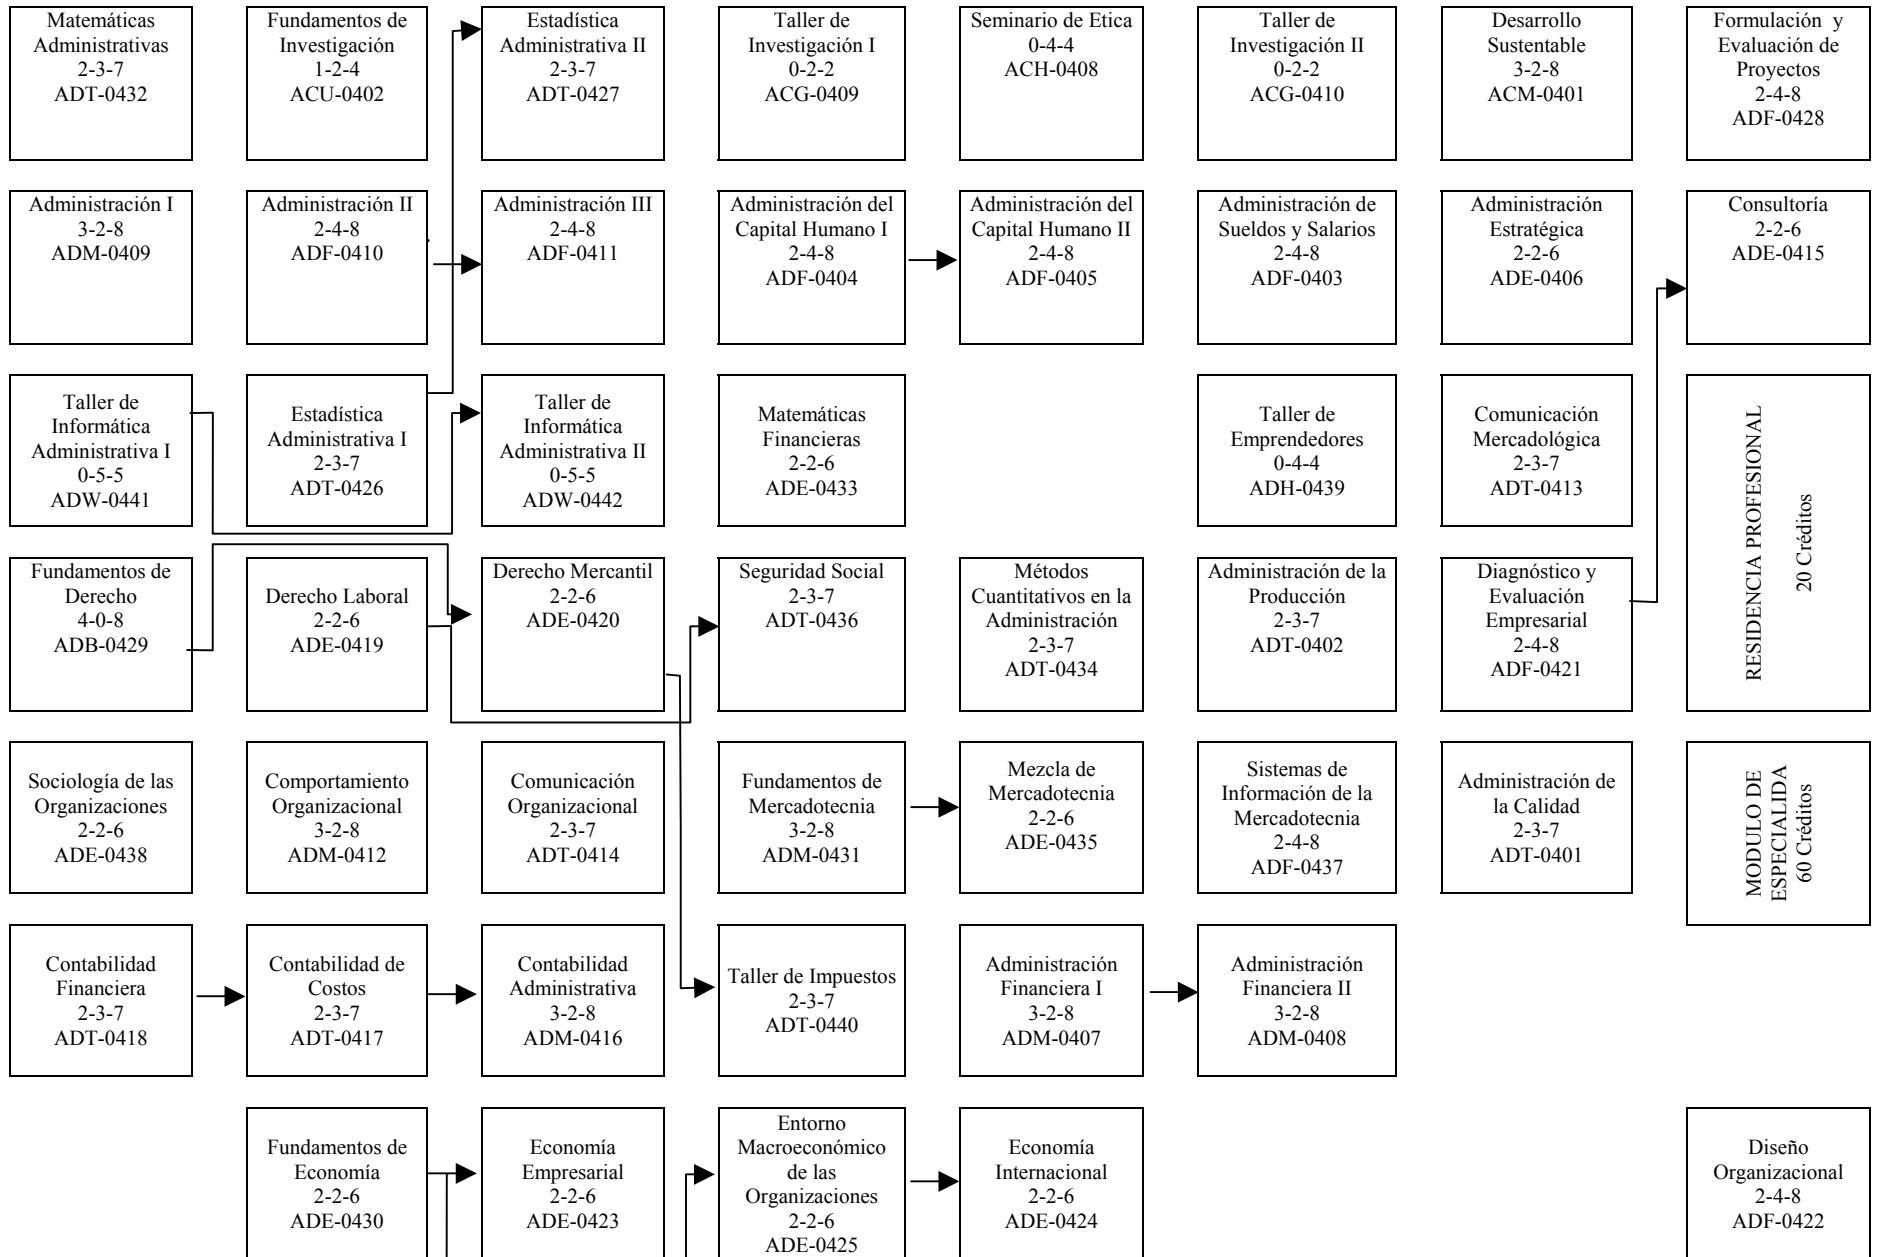 Matemáticas
Administrativas
2-3-7
ADT-0432
Fundamentos de
Investigación
1-2-4
ACU-0402
Estadística
Administrativa II
2-3-7
ADT-0427
Taller de
Investigación I
0-2-2
ACG-0409
Seminario de Etica
0-4-4
ACH-0408
Taller de
Investigación II
0-2-2
ACG-0410
Desarrollo
Sustentable
3-2-8
ACM-0401
Formulación y
Evaluación de
Proyectos
2-4-8
ADF-0428
Administración I
3-2-8
ADM-0409
Administración II
2-4-8
ADF-0410
Administración III
2-4-8
ADF-0411
Administración del
Capital Humano I
2-4-8
ADF-0404
Administración del
Capital Humano II
2-4-8
ADF-0405
Administración de
Sueldos y Salarios
2-4-8
ADF-0403
Administración
Estratégica
2-2-6
ADE-0406
Consultoría
2-2-6
ADE-0415
Taller de
Informática
Administrativa I
0-5-5
ADW-0441
Estadística
Administrativa I
2-3-7
ADT-0426
Taller de
Informática
Administrativa II
0-5-5
ADW-0442
Matemáticas
Financieras
2-2-6
ADE-0433
Taller de
Emprendedores
0-4-4
ADH-0439
Comunicación
Mercadológica
2-3-7
ADT-0413
RESIDENCIA PROFESIONAL
20 Créditos
Fundamentos de
Derecho
4-0-8
ADB-0429
Derecho Laboral
2-2-6
ADE-0419
Derecho Mercantil
2-2-6
ADE-0420
Seguridad Social
2-3-7
ADT-0436
Métodos
Cuantitativos en la
Administración
2-3-7
ADT-0434
Administración de la
Producción
2-3-7
ADT-0402
Diagnóstico y
Evaluación
Empresarial
2-4-8
ADF-0421
Sociología de las
Organizaciones
2-2-6
ADE-0438
Comportamiento
Organizacional
3-2-8
ADM-0412
Comunicación
Organizacional
2-3-7
ADT-0414
Fundamentos de
Mercadotecnia
3-2-8
ADM-0431
Mezcla de
Mercadotecnia
2-2-6
ADE-0435
Sistemas de
Información de la
Mercadotecnia
2-4-8
ADF-0437
Administración de
la Calidad
2-3-7
ADT-0401
MODULO DE
ESPECIALIDA
60 Créditos
Contabilidad
Financiera
2-3-7
ADT-0418
Contabilidad de
Costos
2-3-7
ADT-0417
Contabilidad
Administrativa
3-2-8
ADM-0416
Taller de Impuestos
2-3-7
ADT-0440
Administración
Financiera I
3-2-8
ADM-0407
Administración
Financiera II
3-2-8
ADM-0408
Fundamentos de
Economía
2-2-6
ADE-0430
Economía
Empresarial
2-2-6
ADE-0423
Entorno
Macroeconómico
de las
Organizaciones
2-2-6
ADE-0425
Economía
Internacional
2-2-6
ADE-0424
Diseño
Organizacional
2-4-8
ADF-0422